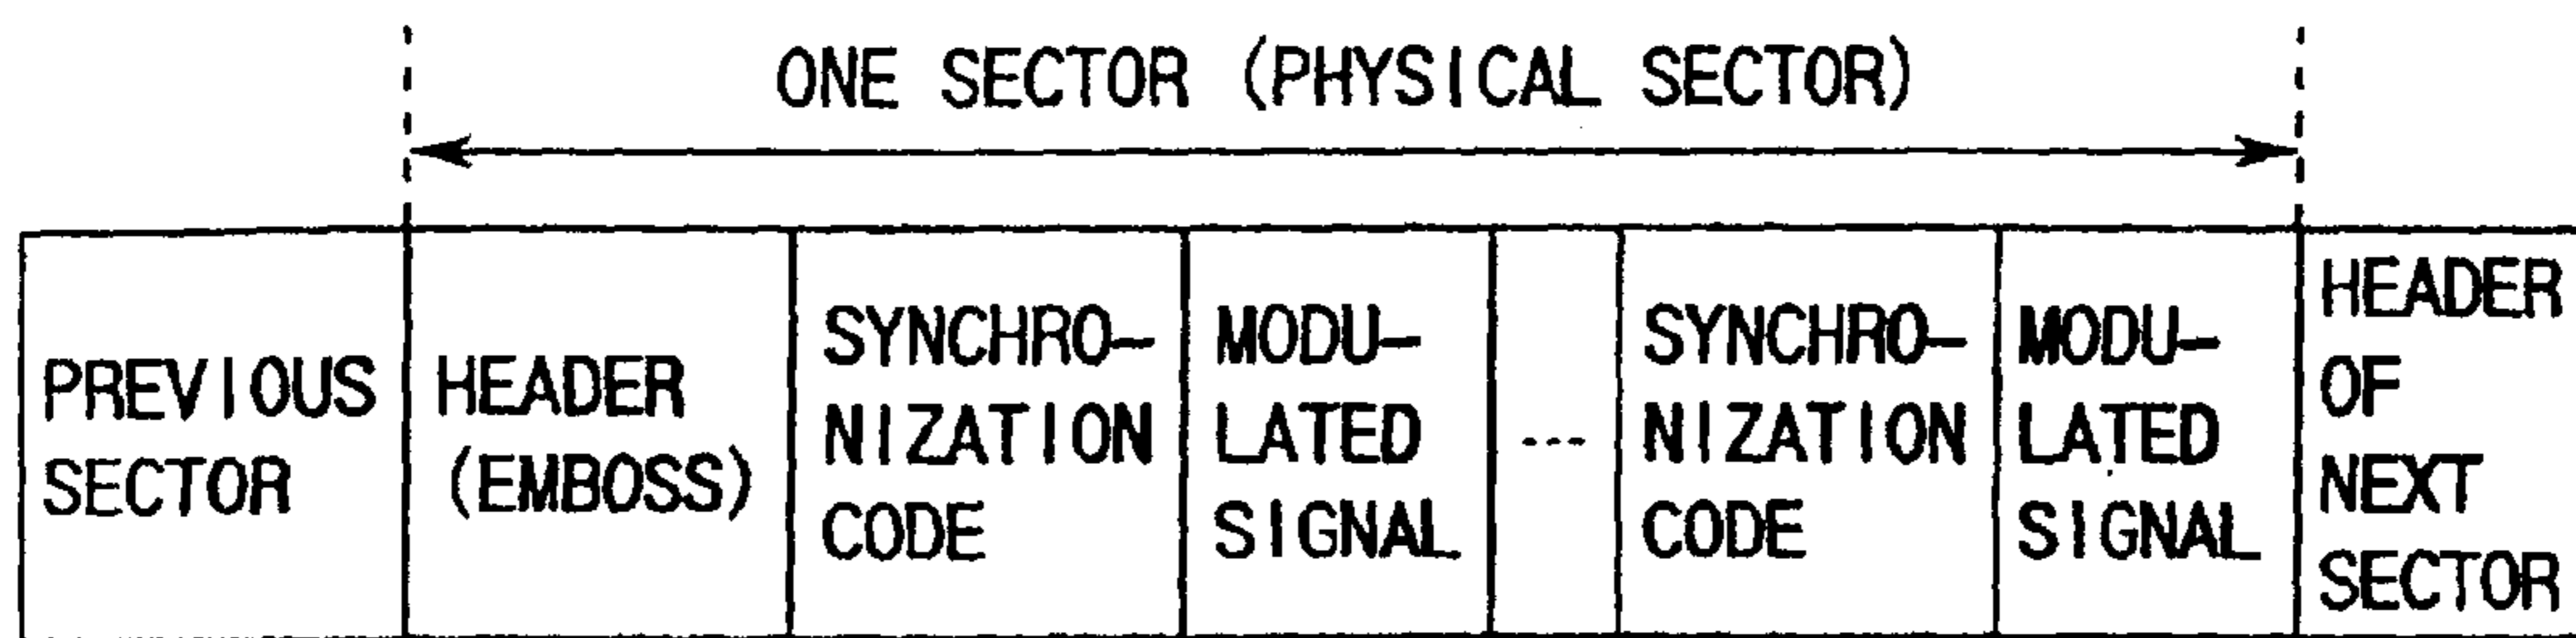 ONE SECTOR (PHYSICAL SECTOR)
PREVIOUS
SECTOR
HEADER
(EMBOSS)
SYNCHRO-
NIZATION
CODE
MODU-
LATED
SIGNAL
---
SYNCHRO-
NIZATION
CODE
MODU-
LATED
SIGNAL
HEADER
OF
NEXT
SECTOR